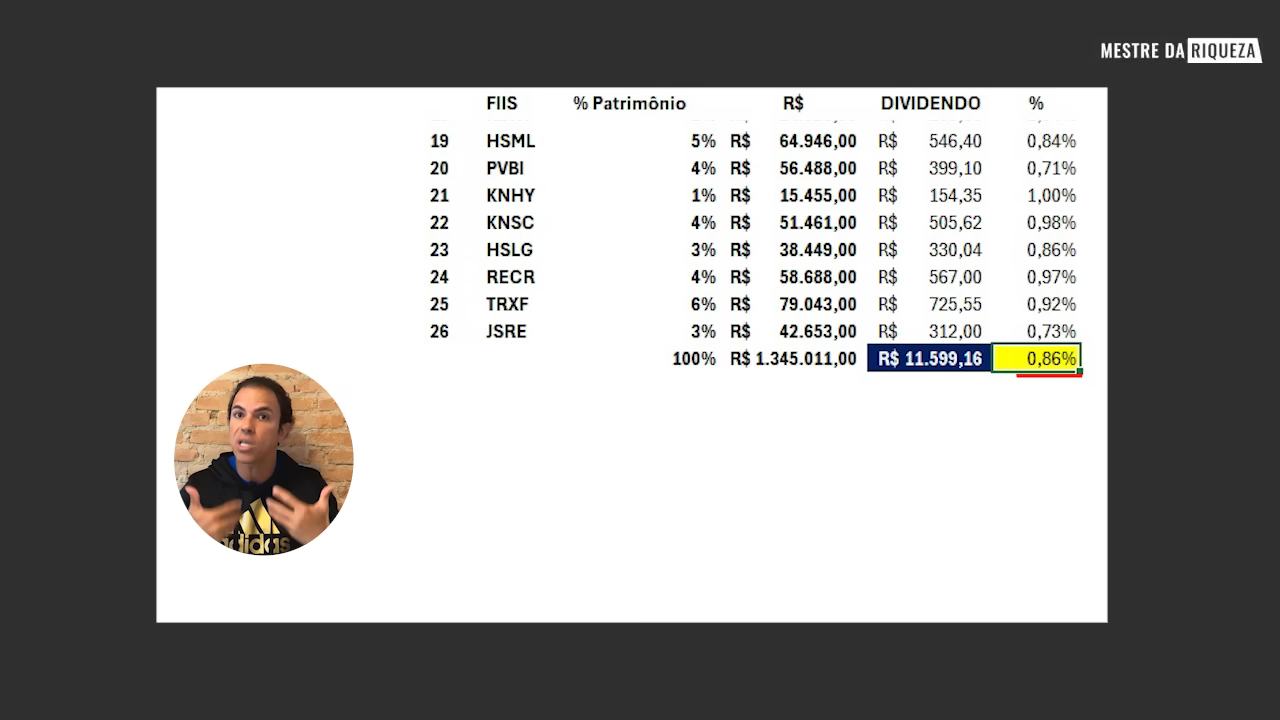 MESTRE DA RIQUEZA
FIIS % Patrimônio R$ DIVIDENDO %
19 HSML 5% R$ 64.946,00 R$ 546,40 0,84%
20 PVBI 4% R$ 56.488,00 R$ 399,10 0,71%
21 KNHY 1% R$ 15.455,00 R$ 154,35 1,00%
22 KNSC 4% R$ 51.461,00 R$ 505,62 0,98%
23 HSLG 3% R$ 38.449,00 R$ 330,04 0,86%
24 RECR 4% R$ 58.688,00 R$ 567,00 0,97%
25 TRXF 6% R$ 79.043,00 R$ 725,55 0,92%
26 JSRE 3% R$ 42.653,00 R$ 312,00 0,73%
100% R$ 1.345.011,00 R$ 11.599,16 0,86%
adidas